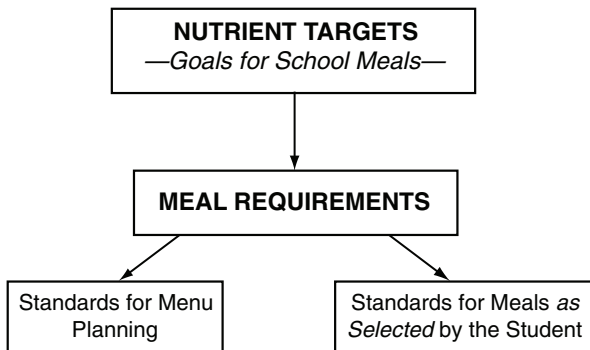 NUTRIENT TARGETS
—Goals for School Meals—
MEAL REQUIREMENTS
Standards for Menu
Planning
Standards for Meals as
Selected by the Student